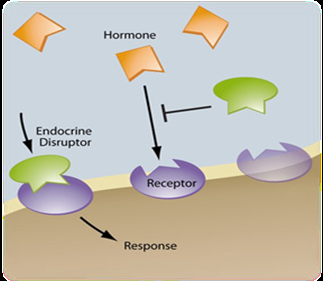 Hormone
Endocrine
Disruptor
Receptor
Response